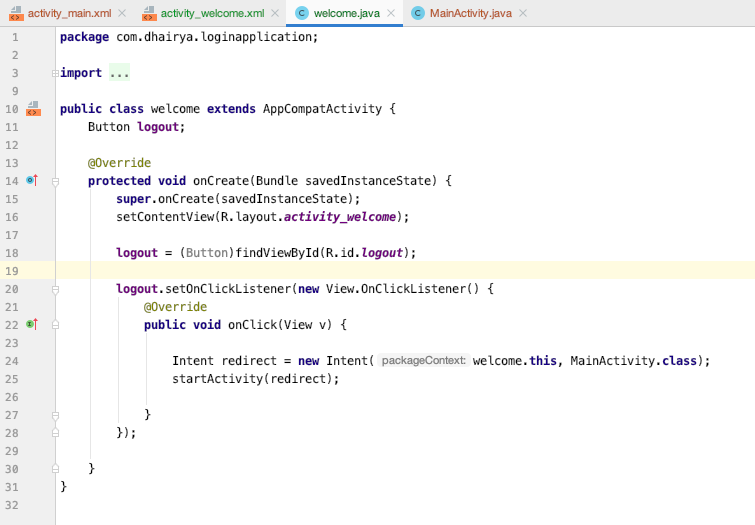 activity_main.xml activity_welcome.xml welcome.java MainActivity.java
1 package com.dhairya.loginapplication;
2
3 import ...
9
10 public class welcome extends AppCompatActivity {
11 Button logout;
12
13 @Override
14 protected void onCreate(Bundle savedInstanceState) {
15 super.onCreate(savedInstanceState);
16 setContentView(R.layout.activity_welcome);
17
18 logout = (Button)findViewById(R.id.logout);
19
20 logout.setOnClickListener(new View.OnClickListener() {
21 @Override
22 public void onClick(View v) {
23
24 Intent redirect = new Intent( packageContext: welcome.this, MainActivity.class);
25 startActivity(redirect);
26
27 }
28 });
29
30 }
31 }
32